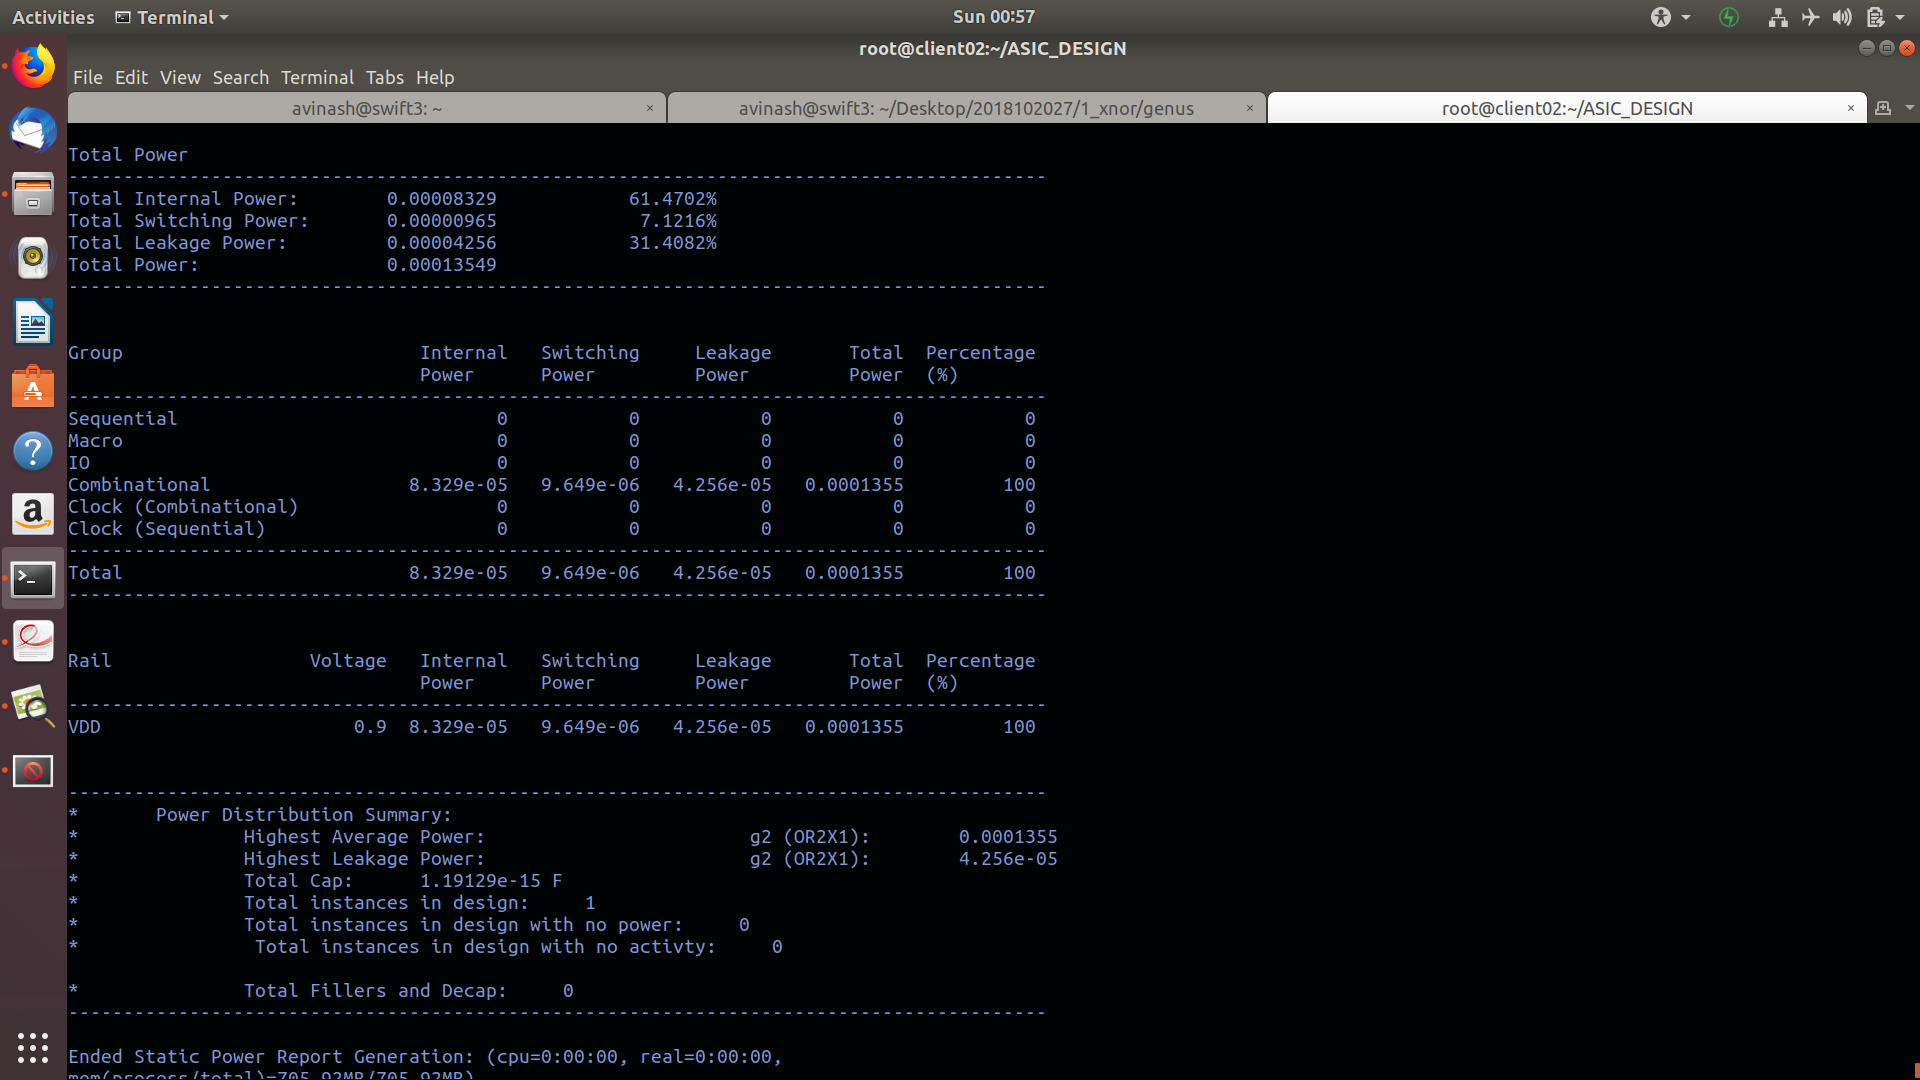 Activities Terminal Sun 00:57
root@client02:~/ASIC_DESIGN
File Edit View Search Terminal Tabs Help
avinash@swift3: ~ × avinash@swift3: ~/Desktop/2018102027/1_xnor/genus × root@client02:~/ASIC_DESIGN ×
Total Power
-----------------------------------------------------------------------------------------
Total Internal Power: 0.00008329 61.4702%
Total Switching Power: 0.00000965 7.1216%
Total Leakage Power: 0.00004256 31.4082%
Total Power: 0.00013549
-----------------------------------------------------------------------------------------
Group Internal Switching Leakage Total Percentage
Power Power Power Power (%)
-----------------------------------------------------------------------------------------
Sequential 0 0 0 0 0
Macro 0 0 0 0 0
IO 0 0 0 0 0
Combinational 8.329e-05 9.649e-06 4.256e-05 0.0001355 100
Clock (Combinational) 0 0 0 0 0
Clock (Sequential) 0 0 0 0 0
-----------------------------------------------------------------------------------------
Total 8.329e-05 9.649e-06 4.256e-05 0.0001355 100
-----------------------------------------------------------------------------------------
Rail Voltage Internal Switching Leakage Total Percentage
Power Power Power Power (%)
-----------------------------------------------------------------------------------------
VDD 0.9 8.329e-05 9.649e-06 4.256e-05 0.0001355 100
-----------------------------------------------------------------------------------------
* Power Distribution Summary:
* Highest Average Power: g2 (OR2X1): 0.0001355
* Highest Leakage Power: g2 (OR2X1): 4.256e-05
* Total Cap: 1.19129e-15 F
* Total instances in design: 1
* Total instances in design with no power: 0
* Total instances in design with no activty: 0
* Total Fillers and Decap: 0
-----------------------------------------------------------------------------------------
Ended Static Power Report Generation: (cpu=0:00:00, real=0:00:00,
mem(process/total)=705.92MB/705.92MB)